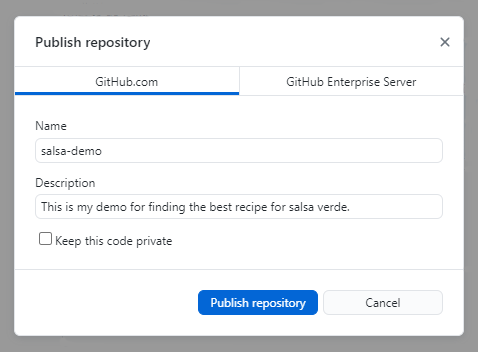 Publish repository
GitHub.com
GitHub Enterprise Server
Name
salsa-demo
Description
This is my demo for finding the best recipe for salsa verde.
Keep this code private
Publish repository
Cancel